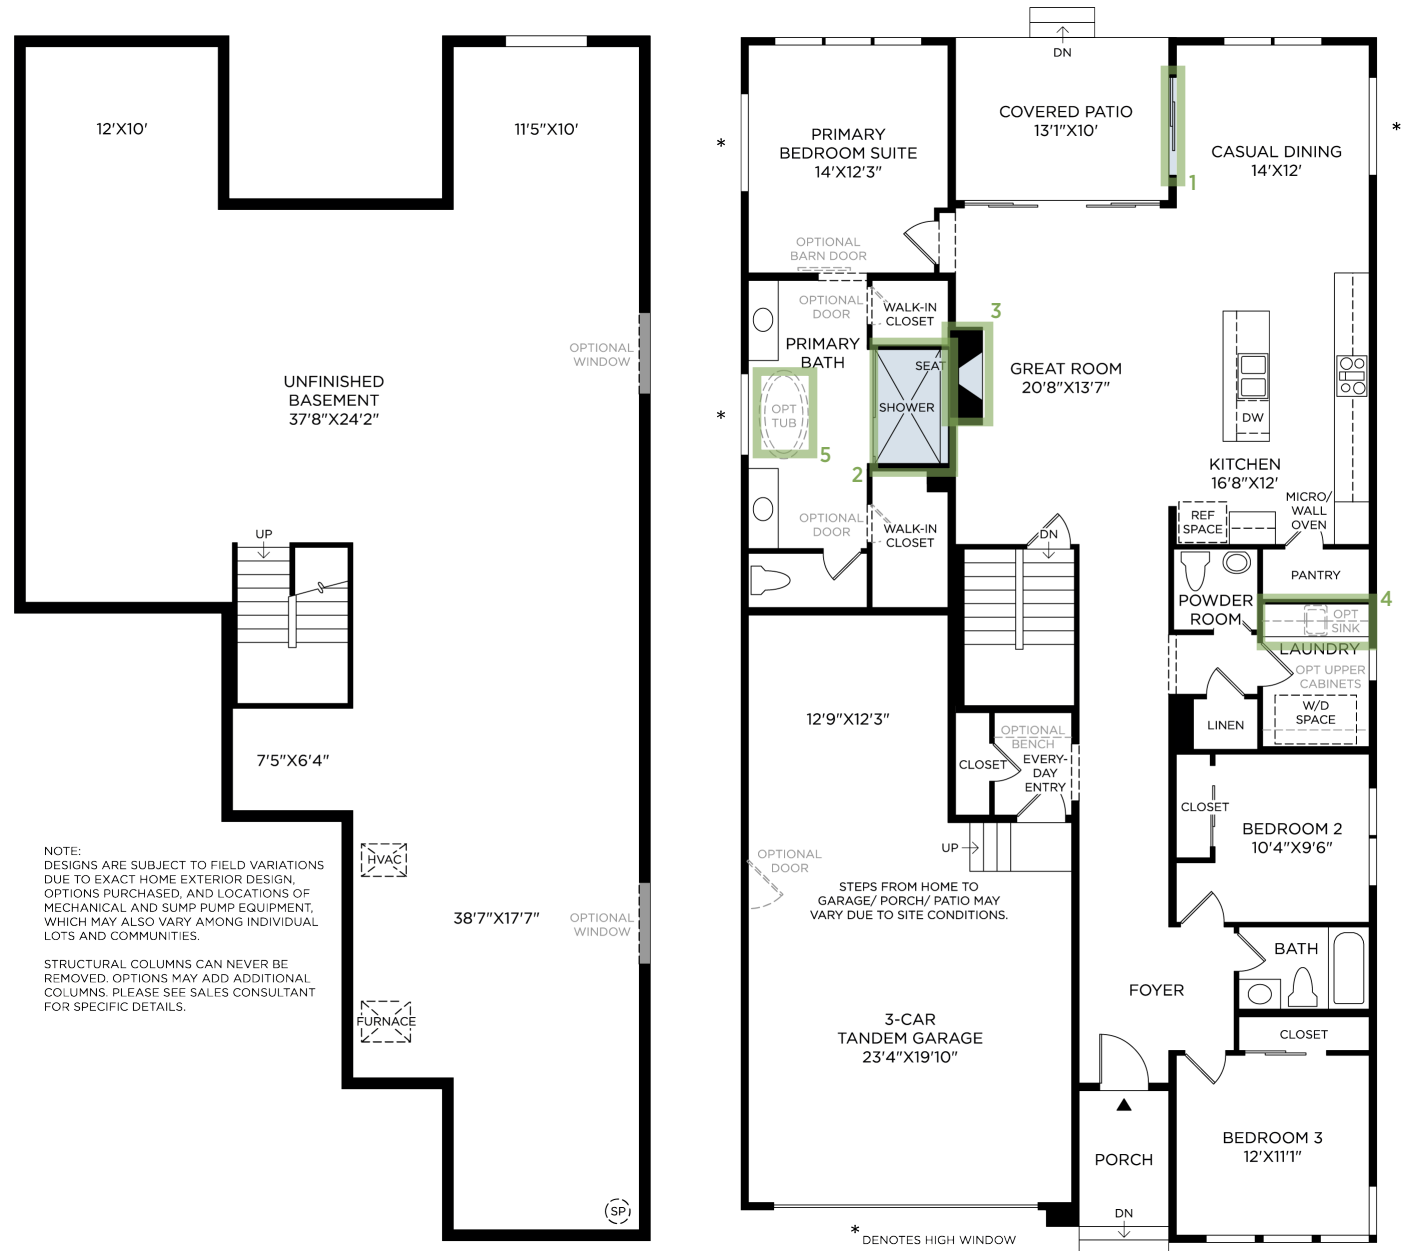 12'X10'
11'5"X10'
OPTIONAL
WINDOW
UNFINISHED
BASEMENT
37'8"X24'2"
UP
7'5"X6'4"
NOTE:
DESIGNS ARE SUBJECT TO FIELD VARIATIONS
DUE TO EXACT HOME EXTERIOR DESIGN,
OPTIONS PURCHASED, AND LOCATIONS OF
MECHANICAL AND SUMP PUMP EQUIPMENT,
WHICH MAY ALSO VARY AMONG INDIVIDUAL
LOTS AND COMMUNITIES.
STRUCTURAL COLUMNS CAN NEVER BE
REMOVED. OPTIONS MAY ADD ADDITIONAL
COLUMNS. PLEASE SEE SALES CONSULTANT
FOR SPECIFIC DETAILS.
HVAC
38'7"X17'7"
OPTIONAL
WINDOW
FURNACE
SP
DN
COVERED PATIO
13'1"X10'
PRIMARY
BEDROOM SUITE
14'X12'3"
*
*
CASUAL DINING
14'X12'
1
OPTIONAL
BARN DOOR
OPTIONAL
DOOR
WALK-IN
CLOSET
3
PRIMARY
BATH
SEAT
SHOWER
GREAT ROOM
20'8"X13'7"
*
OPT
TUB
5
2
DW
KITCHEN
16'8"X12'
MICRO/
WALL
OVEN
REF
SPACE
OPTIONAL
DOOR
WALK-IN
CLOSET
DN
PANTRY
POWDER
ROOM
4
OPT
SINK
LAUNDRY
OPT UPPER
CABINETS
W/D
SPACE
LINEN
12'9"X12'3"
OPTIONAL
BENCH
CLOSET
EVERY-
DAY
ENTRY
CLOSET
BEDROOM 2
10'4"X9'6"
UP
OPTIONAL
DOOR
STEPS FROM HOME TO
GARAGE/ PORCH/ PATIO MAY
VARY DUE TO SITE CONDITIONS.
BATH
FOYER
3-CAR
TANDEM GARAGE
23'4"X19'10"
CLOSET
BEDROOM 3
12'X11'1"
PORCH
DN
* DENOTES HIGH WINDOW